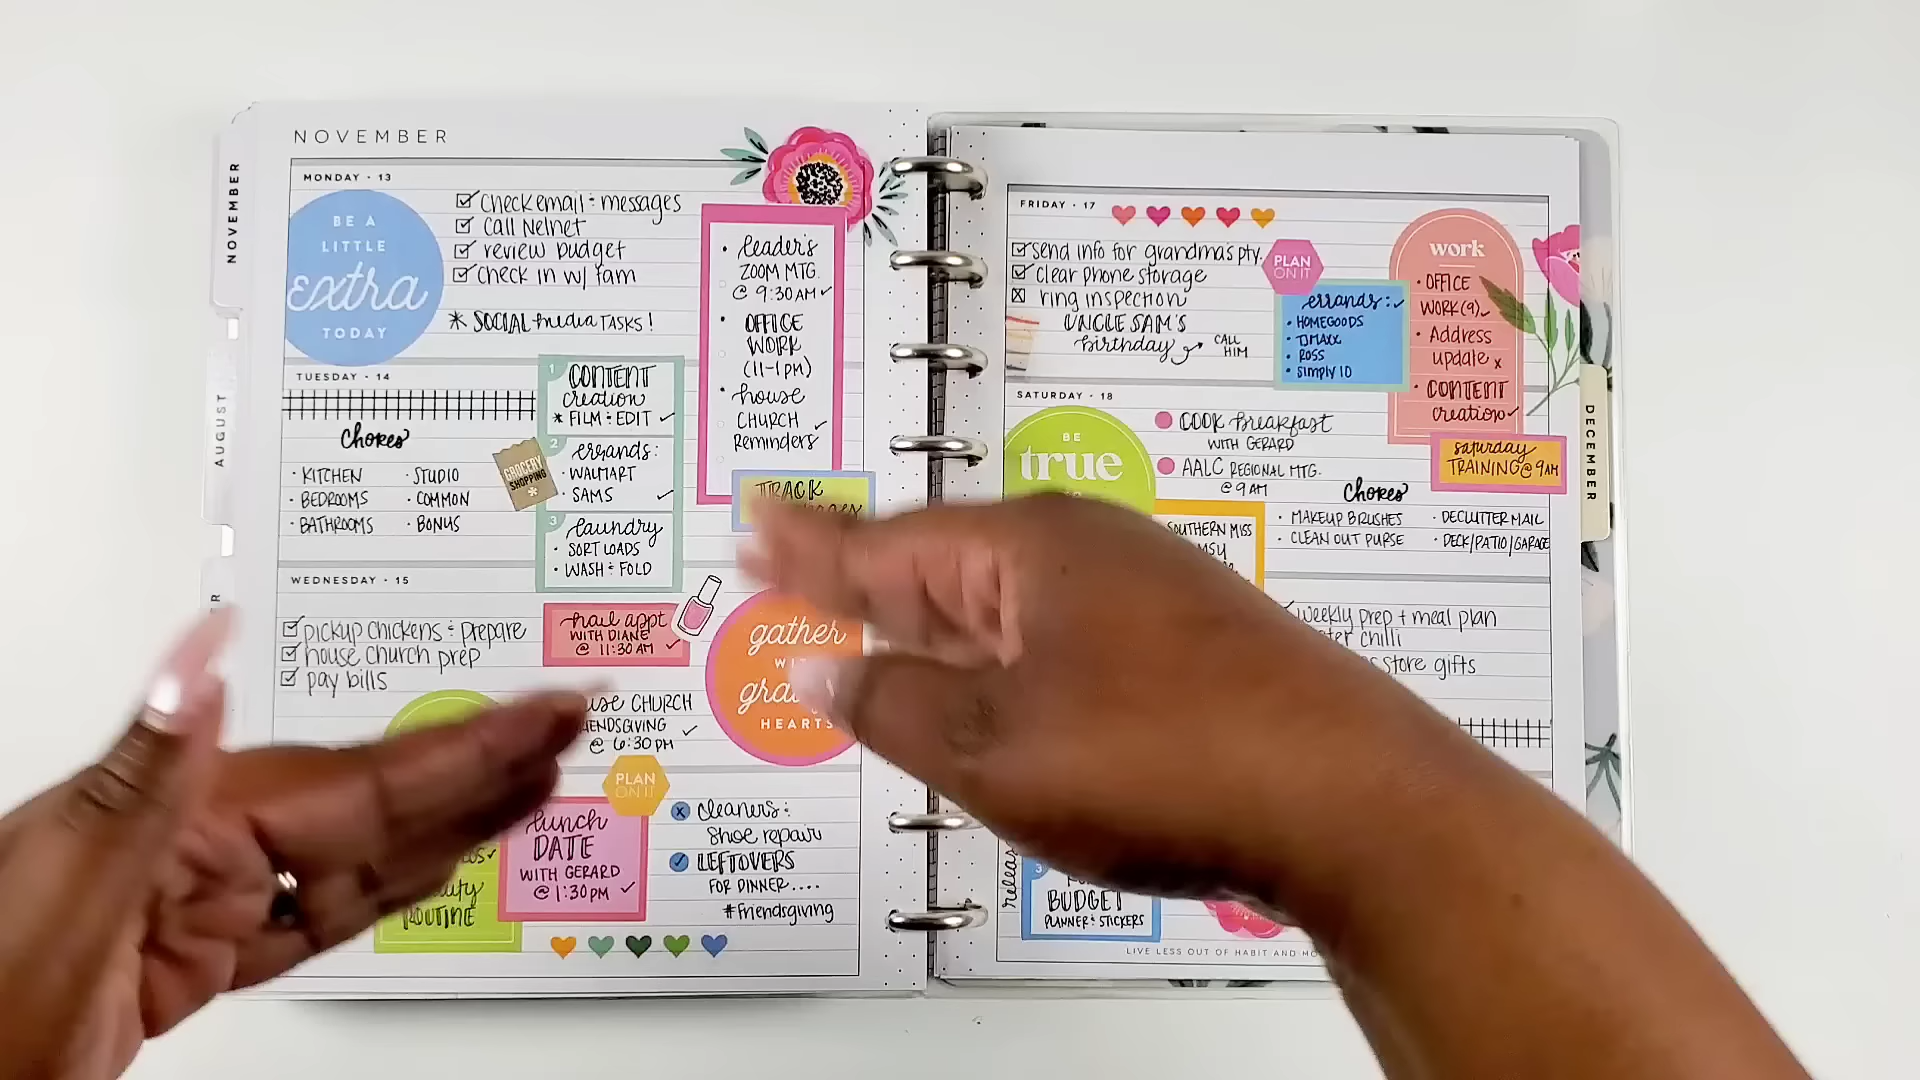 NOVEMBER
NOVEMBER
AUGUST
MONDAY · 13
BE A
LITTLE
extra
TODAY
check email : messages
call Nelnet
review budget
check in w/ fam
* SOCIAL media TASKS!
• leader's
ZOOM MTG.
@ 9:30 AM ✓
• OFFICE
WORK
(11-1 PM)
• house
CHURCH ✓
Reminders
TRACK
TUESDAY · 14
Chores
• KITCHEN
• BEDROOMS
• BATHROOMS
• STUDIO
• COMMON
• BONUS
GROCERY
SHOPPING
*
1
CONTENT
creation
* FILM : EDIT ✓
2
errands:
• WALMART
• SAMS ✓
3
laundry
• SORT LOADS
• WASH : FOLD
WEDNESDAY · 15
pickup chickens : prepare
house church prep
pay bills
nail appt
WITH DIANE
@ 11:30 AM ✓
CHURCH
@ 6:30 PM
gather
HEARTS
PLAN
ON IT
lunch
DATE
WITH GERARD
@ 1:30 PM ✓
ROUTINE
cleaners:
Shoe repair
LEFTOVERS
FOR DINNER....
#friendsgiving
FRIDAY · 17
send info for grandma's pty.
clear phone storage
ring inspection
UNCLE SAM'S
birthday
CALL
HIM
PLAN
ON IT
errands: ✓
• HOMEGOODS
• TJMAXX
• ROSS
• Simply 10
work
• OFFICE
WORK (9) ✓
• Address
update x
• CONTENT
creation ✓
SATURDAY · 18
BE
true
COOK breakfast
WITH GERARD
AALC REGIONAL MTG.
@ 9 AM
saturday
TRAINING @ 9AM
SOUTHERN MISS
Chores
• MAKEUP BRUSHES
• CLEAN OUT PURSE
• DECLUTTER MAIL
• DECK/PATIO/GARAGE
weekly prep + meal plan
chilli
store gifts
3
BUDGET
PLANNER : STICKERS
LIVE LESS OUT OF HABIT AND
DECEMBER